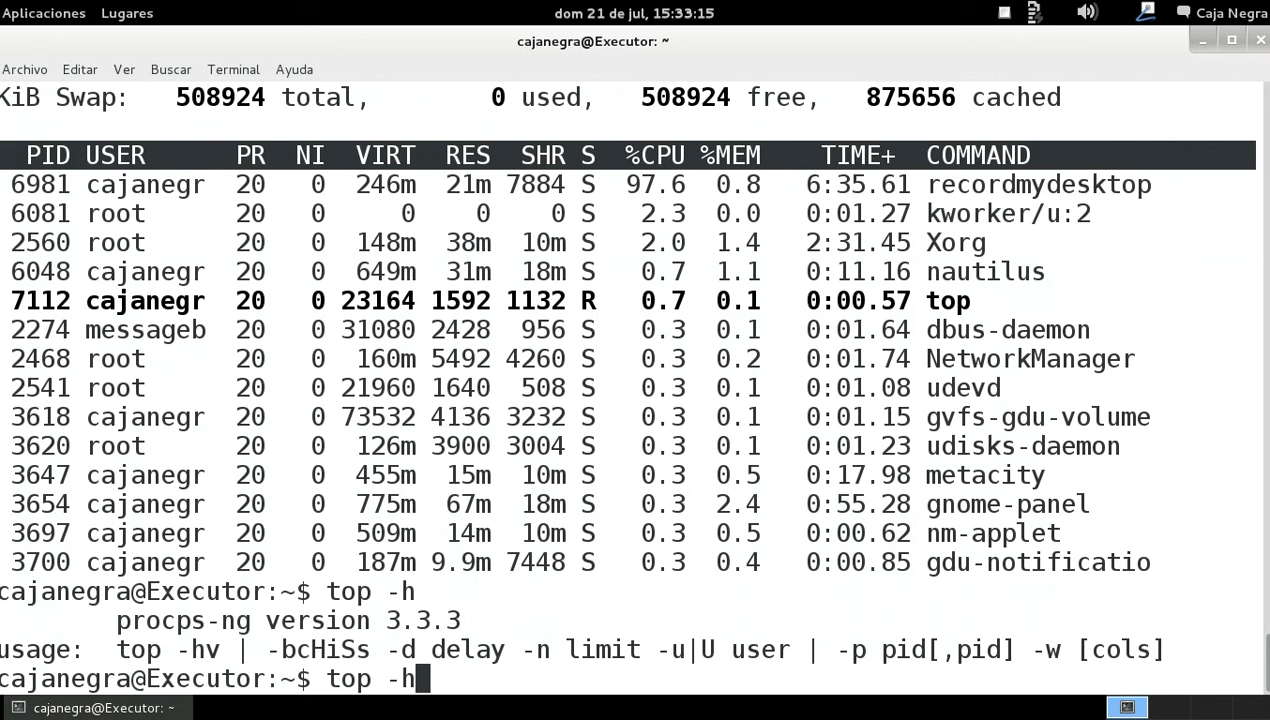 Aplicaciones Lugares dom 21 de jul, 15:33:15 Caja Negra
cajanegra@Executor: ~
Archivo Editar Ver Buscar Terminal Ayuda
KiB Swap: 508924 total, 0 used, 508924 free, 875656 cached
PID USER PR NI VIRT RES SHR S %CPU %MEM TIME+ COMMAND
6981 cajanegr 20 0 246m 21m 7884 S 97.6 0.8 6:35.61 recordmydesktop
6081 root 20 0 0 0 0 S 2.3 0.0 0:01.27 kworker/u:2
2560 root 20 0 148m 38m 10m S 2.0 1.4 2:31.45 Xorg
6048 cajanegr 20 0 649m 31m 18m S 0.7 1.1 0:11.16 nautilus
7112 cajanegr 20 0 23164 1592 1132 R 0.7 0.1 0:00.57 top
2274 messageb 20 0 31080 2428 956 S 0.3 0.1 0:01.64 dbus-daemon
2468 root 20 0 160m 5492 4260 S 0.3 0.2 0:01.74 NetworkManager
2541 root 20 0 21960 1640 508 S 0.3 0.1 0:01.08 udevd
3618 cajanegr 20 0 73532 4136 3232 S 0.3 0.1 0:01.15 gvfs-gdu-volume
3620 root 20 0 126m 3900 3004 S 0.3 0.1 0:01.23 udisks-daemon
3647 cajanegr 20 0 455m 15m 10m S 0.3 0.5 0:17.98 metacity
3654 cajanegr 20 0 775m 67m 18m S 0.3 2.4 0:55.28 gnome-panel
3697 cajanegr 20 0 509m 14m 10m S 0.3 0.5 0:00.62 nm-applet
3700 cajanegr 20 0 187m 9.9m 7448 S 0.3 0.4 0:00.85 gdu-notificatio
cajanegra@Executor:~$ top -h
procps-ng version 3.3.3
usage: top -hv | -bcHiSs -d delay -n limit -u|U user | -p pid[,pid] -w [cols]
cajanegra@Executor:~$ top -h
cajanegra@Executor: ~